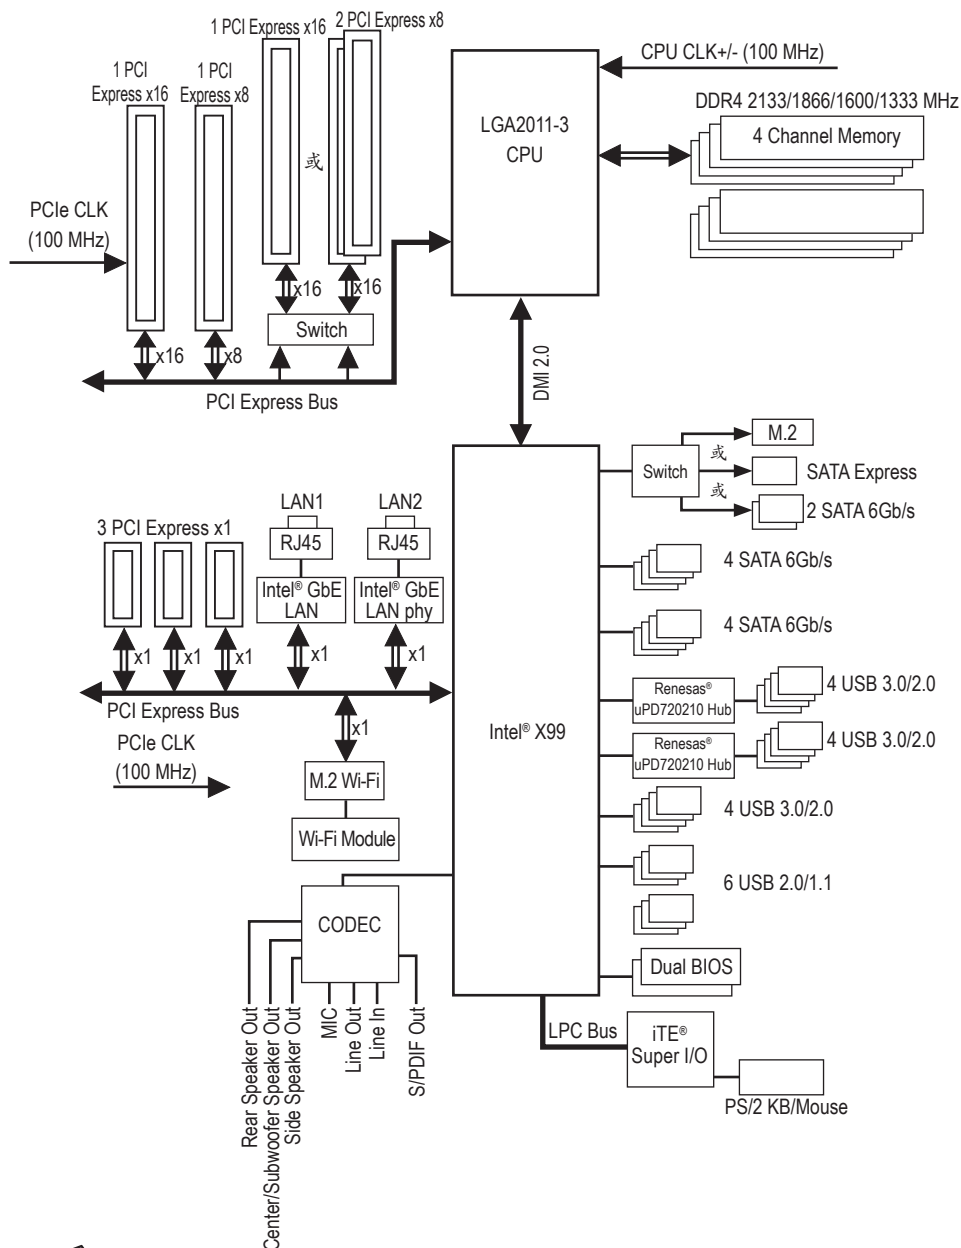 1 PCI Express x16
2 PCI Express x8
1 PCI
Express x16
1 PCI
Express x8
或
PCIe CLK
(100 MHz)
x16
x8
x16
x16
Switch
PCI Express Bus
LGA2011-3
CPU
CPU CLK+/- (100 MHz)
DDR4 2133/1866/1600/1333 MHz
4 Channel Memory
DMI 2.0
Switch
M.2
或
SATA Express
或
2 SATA 6Gb/s
4 SATA 6Gb/s
4 SATA 6Gb/s
Renesas®
uPD720210 Hub
4 USB 3.0/2.0
Renesas®
uPD720210 Hub
4 USB 3.0/2.0
4 USB 3.0/2.0
6 USB 2.0/1.1
Dual BIOS
Intel® X99
LAN1
RJ45
Intel® GbE
LAN
LAN2
RJ45
Intel® GbE
LAN phy
3 PCI Express x1
x1
x1
x1
x1
x1
PCI Express Bus
PCIe CLK
(100 MHz)
x1
M.2 Wi-Fi
Wi-Fi Module
CODEC
Rear Speaker Out
Center/Subwoofer Speaker Out
Side Speaker Out
MIC
Line Out
Line In
S/PDIF Out
LPC Bus
iTE®
Super I/O
PS/2 KB/Mouse